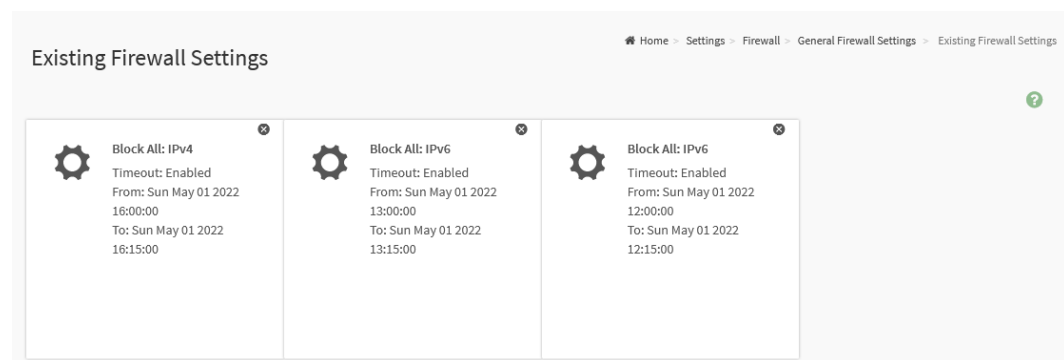 Existing Firewall Settings
Home > Settings > Firewall > General Firewall Settings > Existing Firewall Settings
?
Block All: IPv4
Timeout: Enabled
From: Sun May 01 2022
16:00:00
To: Sun May 01 2022
16:15:00
Block All: IPv6
Timeout: Enabled
From: Sun May 01 2022
13:00:00
To: Sun May 01 2022
13:15:00
Block All: IPv6
Timeout: Enabled
From: Sun May 01 2022
12:00:00
To: Sun May 01 2022
12:15:00